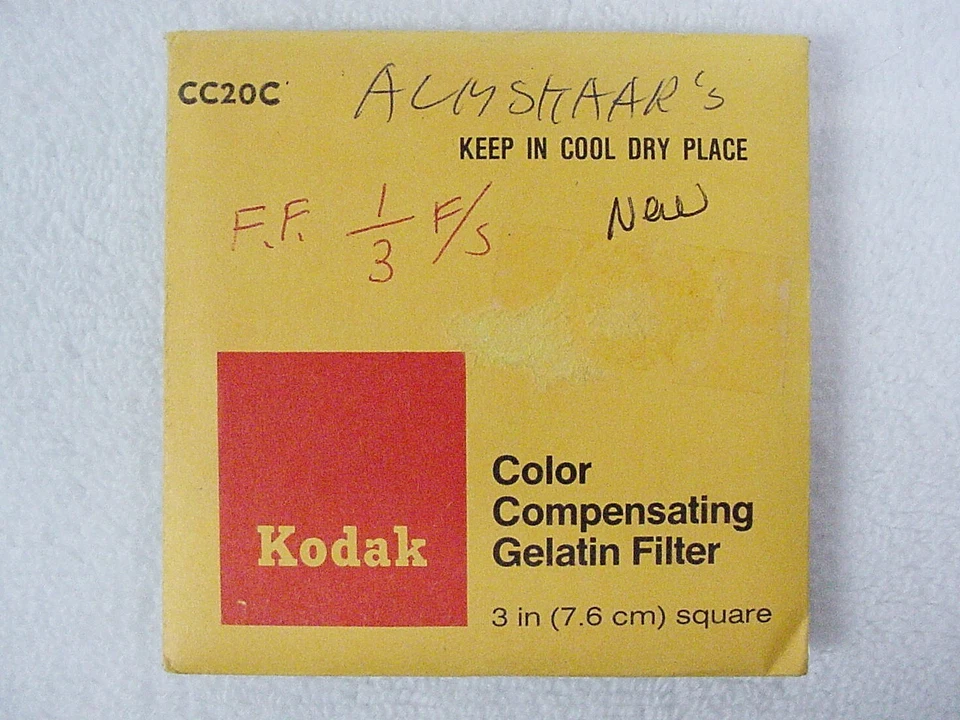 CC20C
ALMSHAAR's
KEEP IN COOL DRY PLACE
F.F. 1/3 F/S
New
Kodak
Color
Compensating
Gelatin Filter
3 in (7.6 cm) square